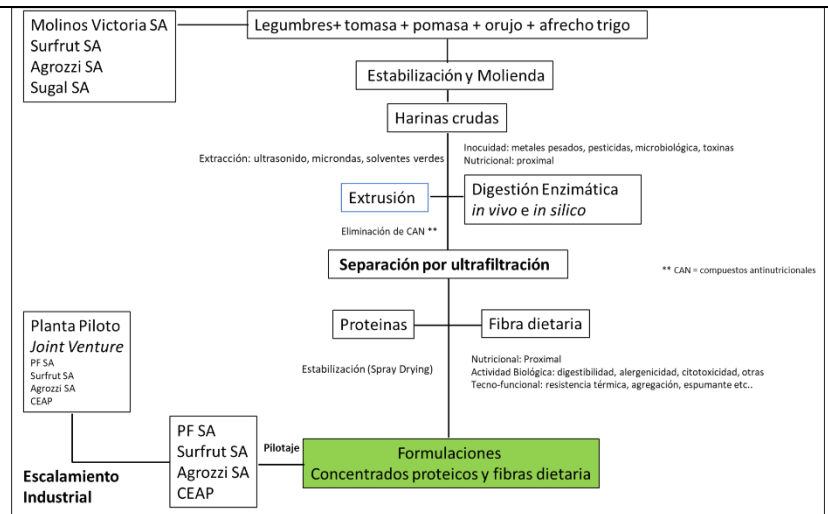 Molinos Victoria SA
Surfrut SA
Agrozzi SA
Sugal SA
Legumbres+ tomasa + pomasa + orujo + afrecho trigo
Estabilización y Molienda
Harinas crudas
Extracción: ultrasonido, microndas, solventes verdes
Inocuidad: metales pesados, pesticidas, microbiológica, toxinas
Nutricional: proximal
Extrusión
Digestión Enzimática
in vivo e in silico
Eliminación de CAN **
Separación por ultrafiltración
** CAN = compuestos antinutricionales
Proteinas
Fibra dietaria
Estabilización (Spray Drying)
Nutricional: Proximal
Actividad Biológica: digestibilidad, alergenicidad, citotoxicidad, otras
Tecno-funcional: resistencia térmica, agregación, espumante etc..
Planta Piloto
Joint Venture
PF SA
Surfrut SA
Agrozzi SA
CEAP
PF SA
Surfrut SA
Agrozzi SA
CEAP
Pilotaje
Formulaciones
Concentrados proteicos y fibras dietaria
Escalamiento
Industrial